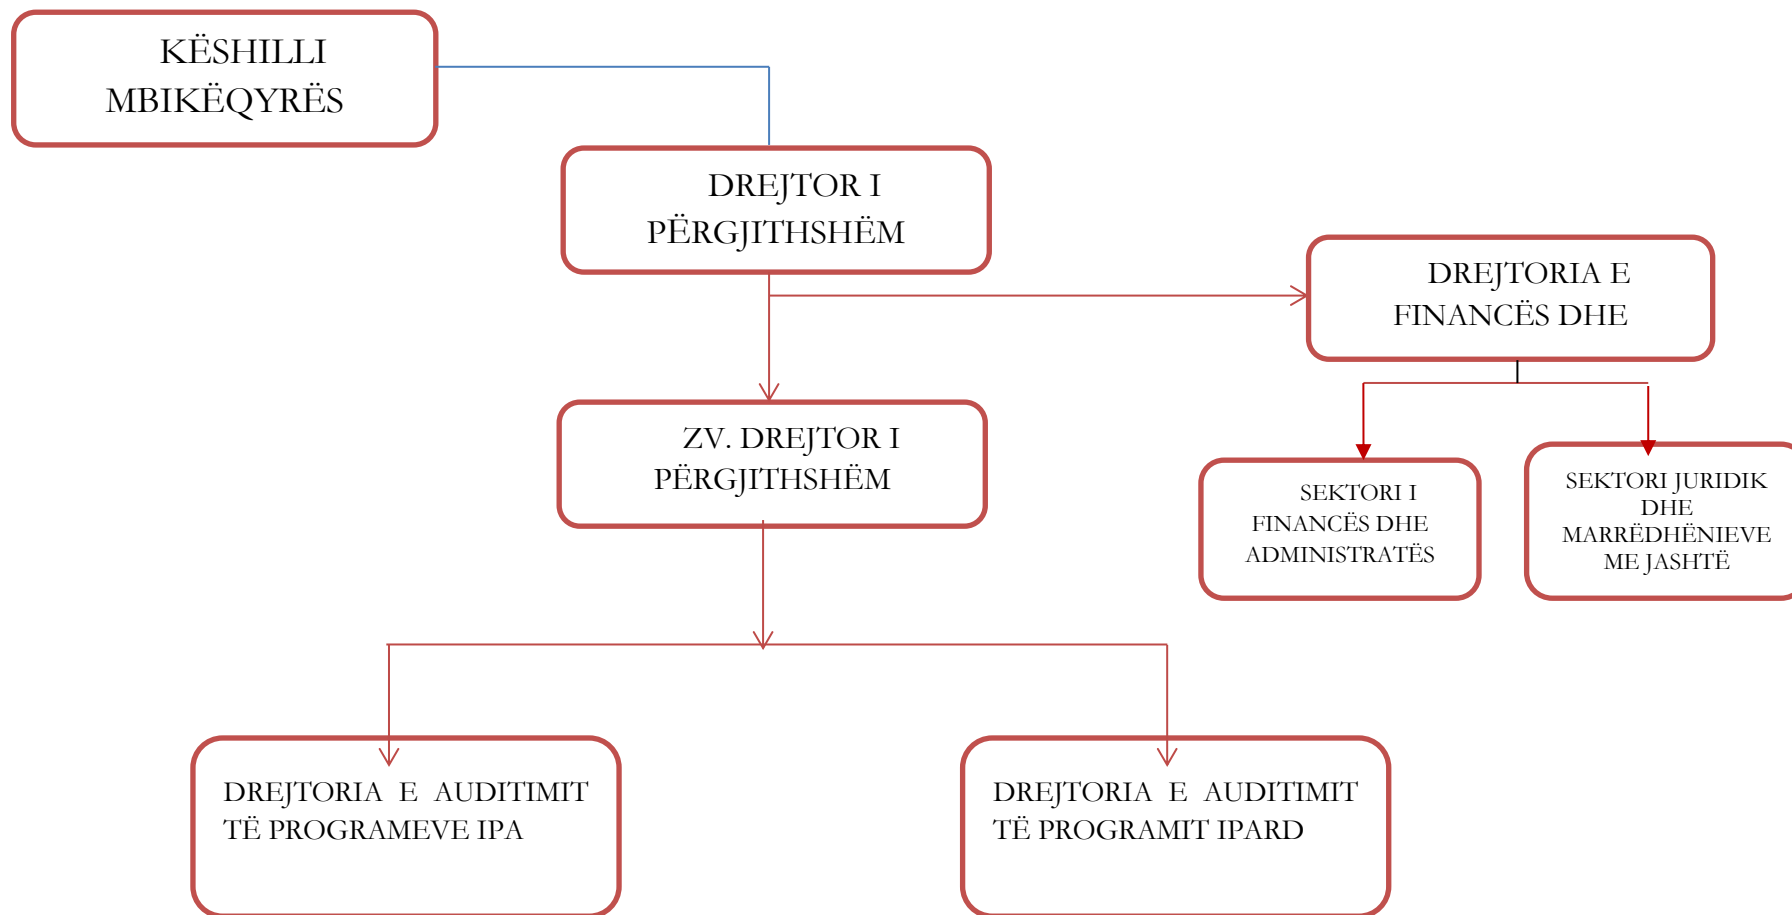 KËSHILLI
MBIKËQYRËS
DREJTOR I
PËRGJITHSHËM
DREJTORIA E
FINANCËS DHE
ZV. DREJTOR I
PËRGJITHSHËM
SEKTORI I
FINANCËS DHE
ADMINISTRATËS
SEKTORI JURIDIK
DHE
MARRËDHËNIEVE
ME JASHTË
DREJTORIA E AUDITIMIT
TË PROGRAMEVE IPA
DREJTORIA E AUDITIMIT
TË PROGRAMIT IPARD